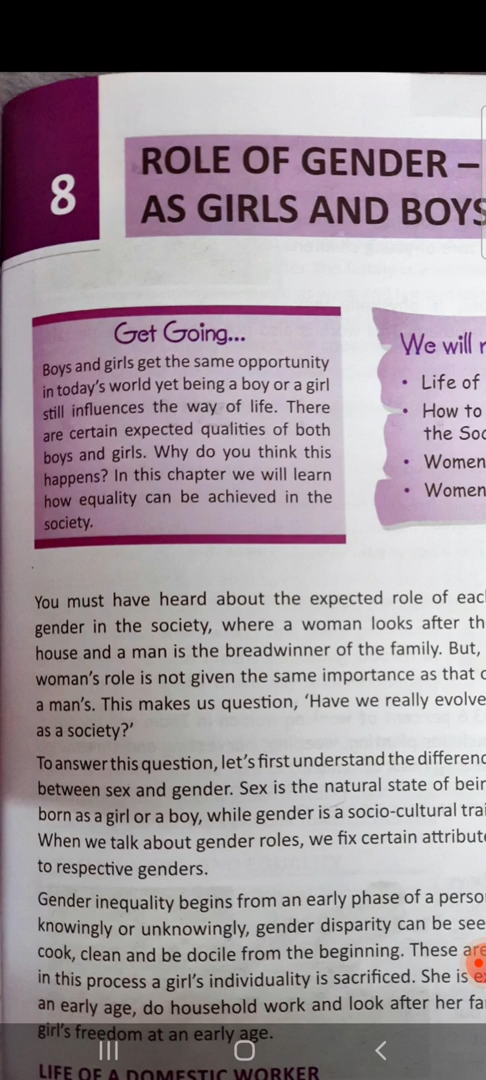 8
ROLE OF GENDER –
AS GIRLS AND BOYS
Get Going...
Boys and girls get the same opportunity
in today's world yet being a boy or a girl
still influences the way of life. There
are certain expected qualities of both
boys and girls. Why do you think this
happens? In this chapter we will learn
how equality can be achieved in the
society.
We will
Life of
How to
the
Women
Women
You must have heard about the expected role of
gender in the society, where a woman looks after
house and a man is the breadwinner of the family. But,
woman's role is not given the same importance as that
a man's. This makes us question, 'Have we really
as a society?'
To answer this question, let's first understand the
between sex and gender. Sex is the natural state of
born as a girl or a boy, while gender is a socio-cultural
When we talk about gender roles, we fix certain
to respective genders.
Gender inequality begins from an early phase of a
knowingly or unknowingly, gender disparity can be
cook, clean and be docile from the beginning. These are
in this process a girl's individuality is sacrificed. She is
an early age, do household work and look after her
girl's freedom at an early age.
LIFE OF A DOMESTIC WORKER